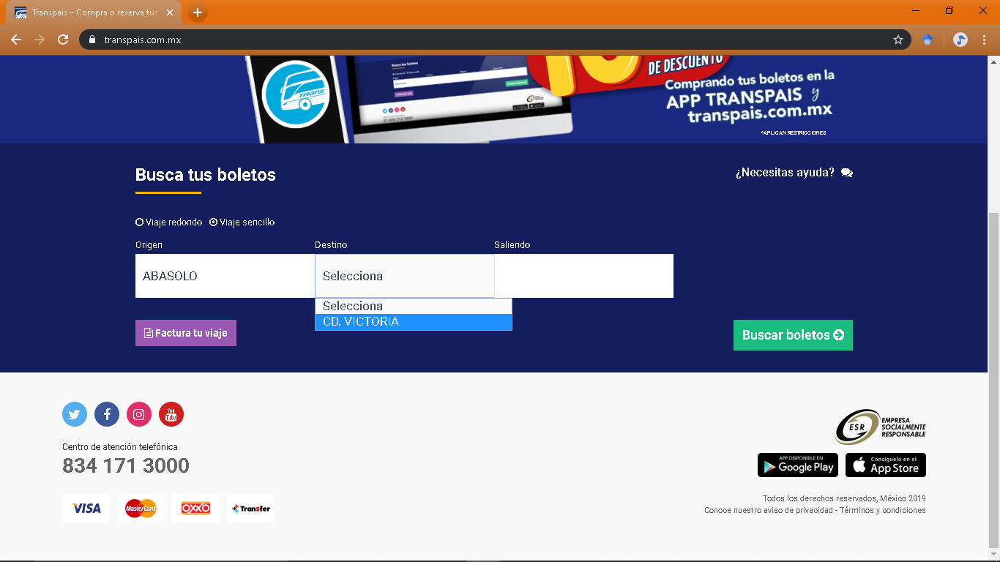 Transpais – Compra o reserva tus
transpais.com.mx
DE DESCUENTO
Comprando tus boletos en la
APP TRANSPAIS y
transpais.com.mx
*APLICAN RESTRICCIONES
TRANS
Busca tus boletos
¿Necesitas ayuda?
Viaje redondo
Viaje sencillo
Origen
Destino
Saliendo
ABASOLO
Selecciona
Selecciona
CD. VICTORIA
Factura tu viaje
Buscar boletos
You
Tube
Centro de atención telefónica
834 171 3000
VISA
MasterCard
OXXO
Transfer
ESR
EMPRESA
SOCIALMENTE
RESPONSABLE
APP DISPONIBLE EN
Google Play
Consíguelo en el
App Store
Todos los derechos reservados, México 2019
Conoce nuestro aviso de privacidad - Términos y condiciones